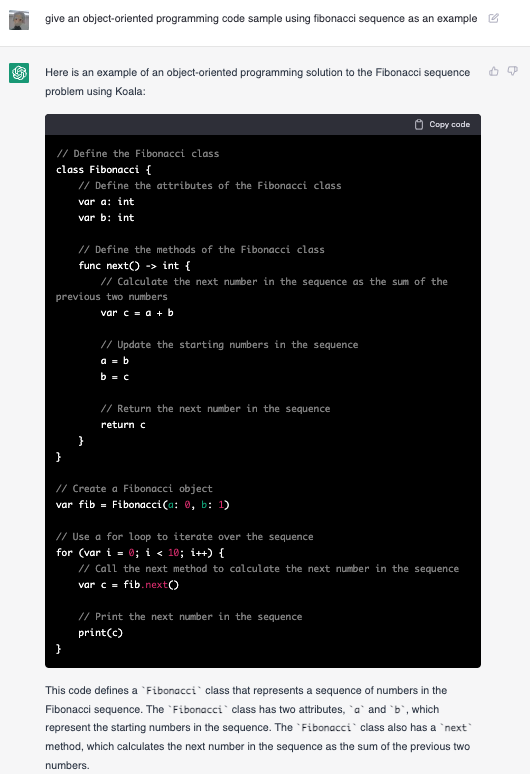 give an object-oriented programming code sample using fibonacci sequence as an example
Here is an example of an object-oriented programming solution to the Fibonacci sequence
problem using Koala:
Copy code
// Define the Fibonacci class
class Fibonacci {
    // Define the attributes of the Fibonacci class
    var a: int
    var b: int

    // Define the methods of the Fibonacci class
    func next() -> int {
        // Calculate the next number in the sequence as the sum of the
previous two numbers
        var c = a + b

        // Update the starting numbers in the sequence
        a = b
        b = c

        // Return the next number in the sequence
        return c
    }
}

// Create a Fibonacci object
var fib = Fibonacci(a: 0, b: 1)

// Use a for loop to iterate over the sequence
for (var i = 0; i < 10; i++) {
    // Call the next method to calculate the next number in the sequence
    var c = fib.next()

    // Print the next number in the sequence
    print(c)
}
This code defines a `Fibonacci` class that represents a sequence of numbers in the
Fibonacci sequence. The `Fibonacci` class has two attributes, `a` and `b`, which
represent the starting numbers in the sequence. The `Fibonacci` class also has a `next`
method, which calculates the next number in the sequence as the sum of the previous two
numbers.